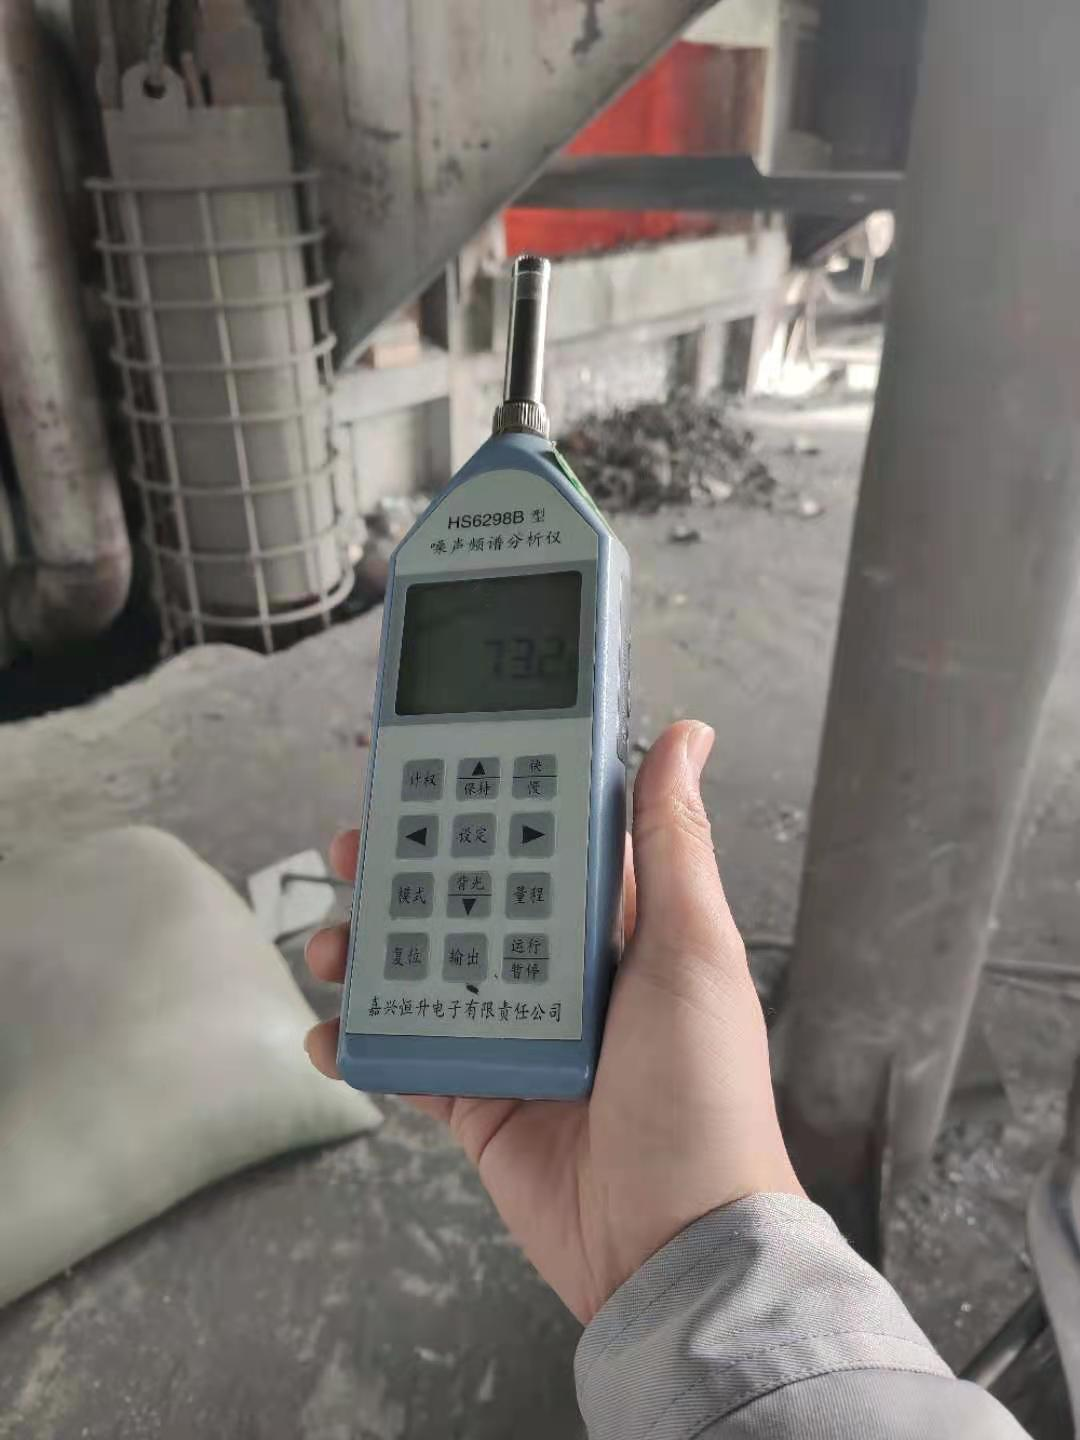 HS6298B 型
噪声频谱分析仪
73.2
计权 ▲ 保持 快 慢
◀ 设定 ▶
模式 背光 ▼ 量程
复位 输出 运行 暂停
嘉兴恒升电子有限责任公司